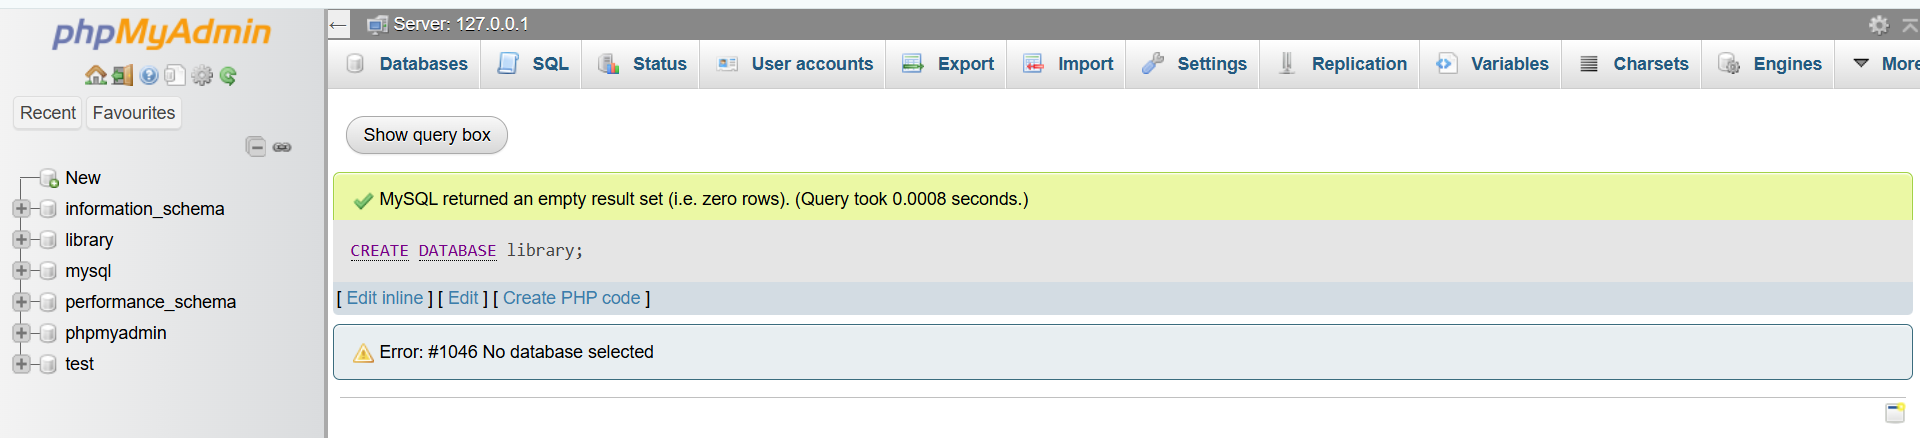 phpMyAdmin
Recent
Favourites
New
information_schema
library
mysql
performance_schema
phpmyadmin
test
Server: 127.0.0.1
Databases
SQL
Status
User accounts
Export
Import
Settings
Replication
Variables
Charsets
Engines
More
Show query box
MySQL returned an empty result set (i.e. zero rows). (Query took 0.0008 seconds.)
CREATE DATABASE library;
[ Edit inline ] [ Edit ] [ Create PHP code ]
Error: #1046 No database selected